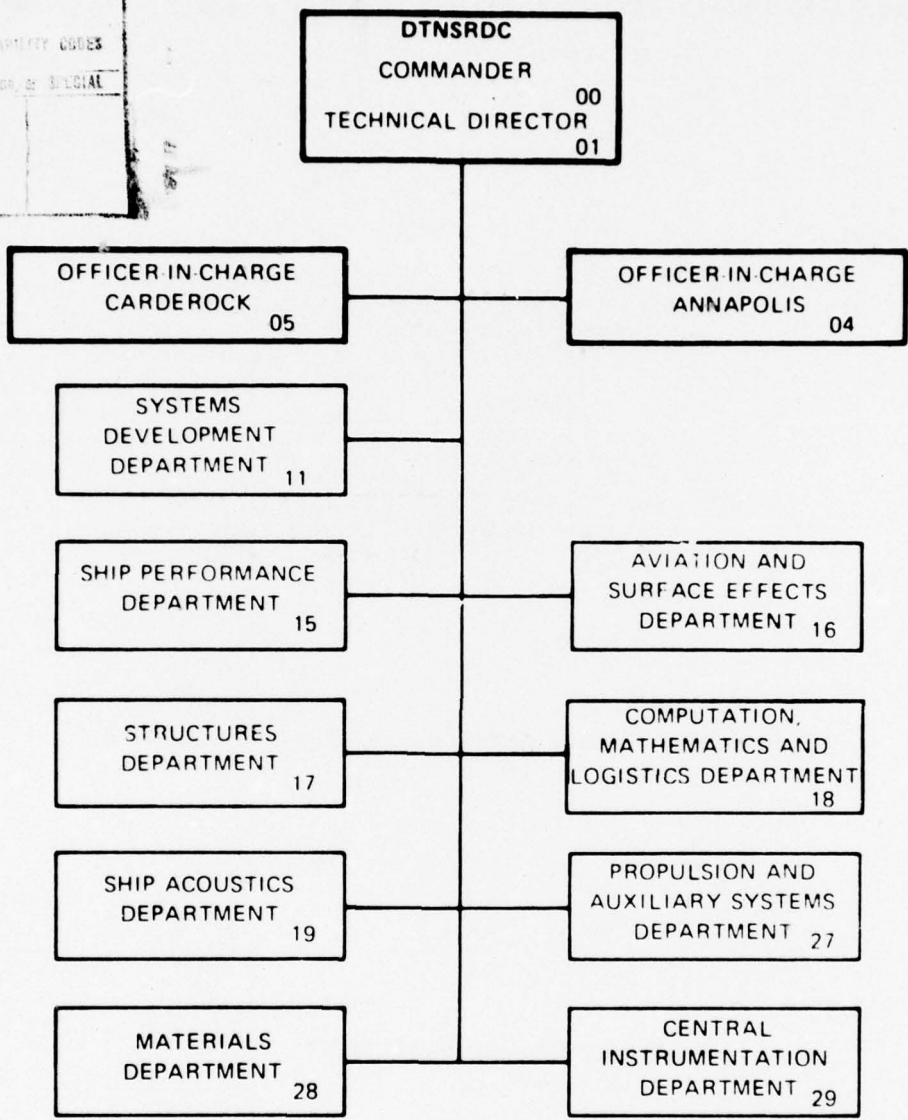 CODES
SPECIAL
DTNSRDC
COMMANDER
00
TECHNICAL DIRECTOR
01
OFFICER-IN-CHARGE
CARDEROCK
05
OFFICER-IN-CHARGE
ANNAPOLIS
04
SYSTEMS
DEVELOPMENT
DEPARTMENT
11
SHIP PERFORMANCE
DEPARTMENT
15
AVIATION AND
SURFACE EFFECTS
DEPARTMENT
16
STRUCTURES
DEPARTMENT
17
COMPUTATION,
MATHEMATICS AND
LOGISTICS DEPARTMENT
18
SHIP ACOUSTICS
DEPARTMENT
19
PROPULSION AND
AUXILIARY SYSTEMS
DEPARTMENT
27
MATERIALS
DEPARTMENT
28
CENTRAL
INSTRUMENTATION
DEPARTMENT
29